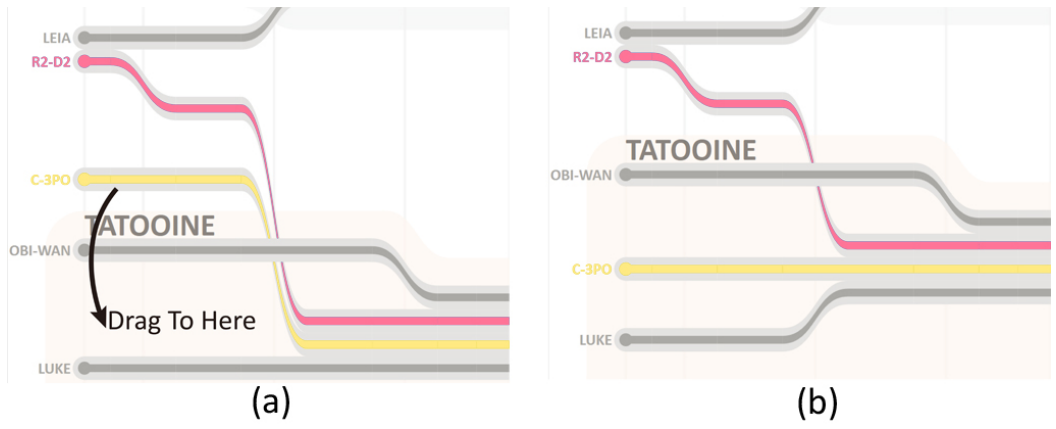 LEIA
R2-D2
C-3PO
TATOOINE
OBI-WAN
Drag To Here
LUKE
(a)
LEIA
R2-D2
TATOOINE
OBI-WAN
C-3PO
LUKE
(b)